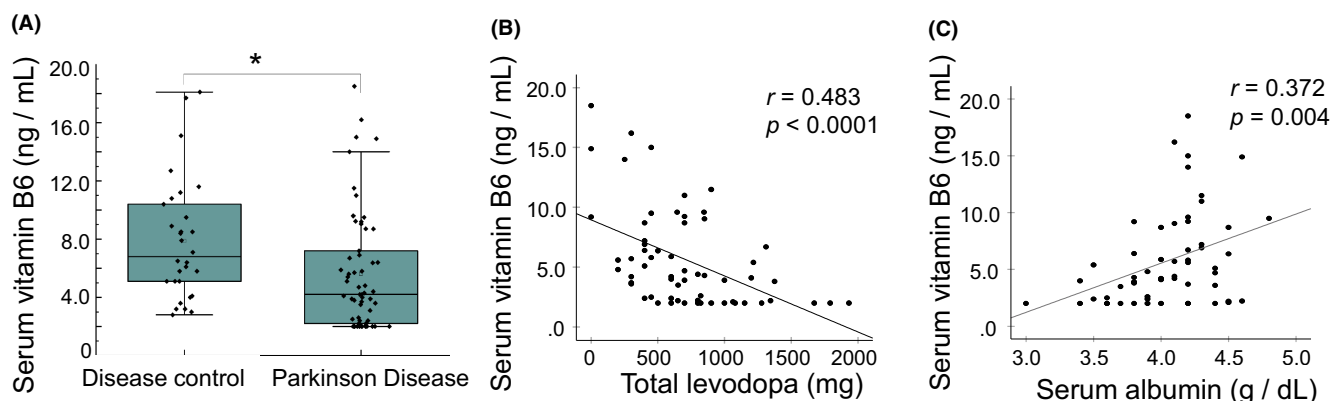 (A)
Serum vitamin B6 (ng / mL)
20.0
16.0
12.0
8.0
4.0
0
*
Disease control
Parkinson Disease
(B)
Serum vitamin B6 (ng / mL)
20.0
15.0
10.0
5.0
.0
r = 0.483
p < 0.0001
0
500
1000
1500
2000
Total levodopa (mg)
(C)
Serum vitamin B6 (ng / mL)
20.0
15.0
10.0
5.0
.0
r = 0.372
p = 0.004
3.0
3.5
4.0
4.5
5.0
Serum albumin (g / dL)